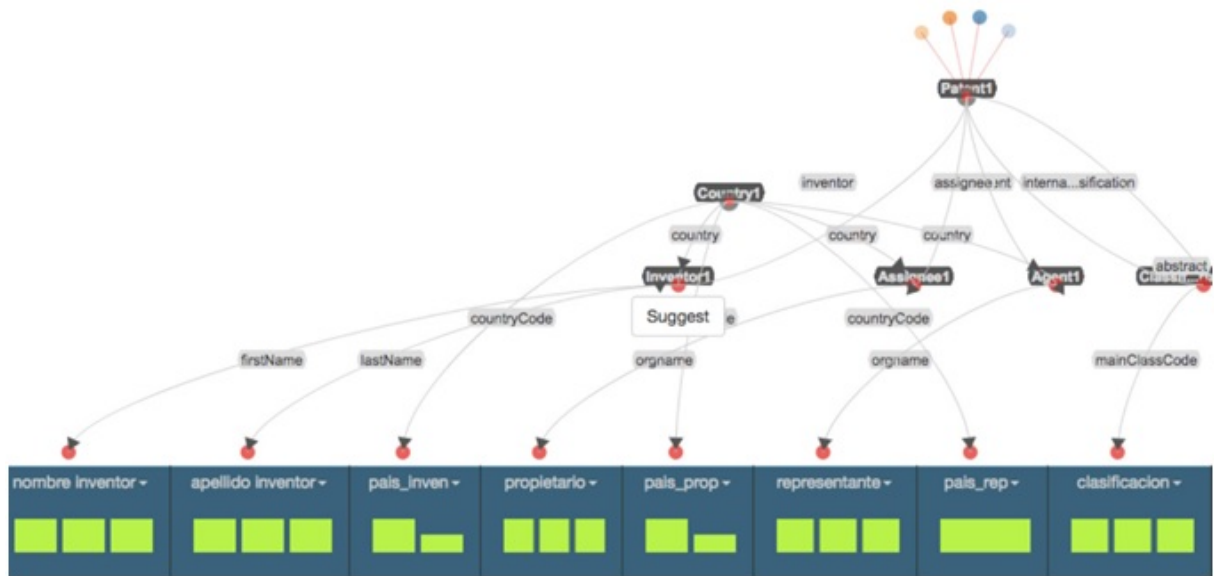 Patent1
inventor
assignee
ent
interna...sification
Country1
country
country
country
abstract
Inventor1
Assignee1
Agent1
Suggest
e
countryCode
countryCode
firstName
lastName
orgname
orgname
mainClassCode
nombre inventor
apellido inventor
pais_inven
propietario
pais_prop
representante
pais_rep
clasificacion